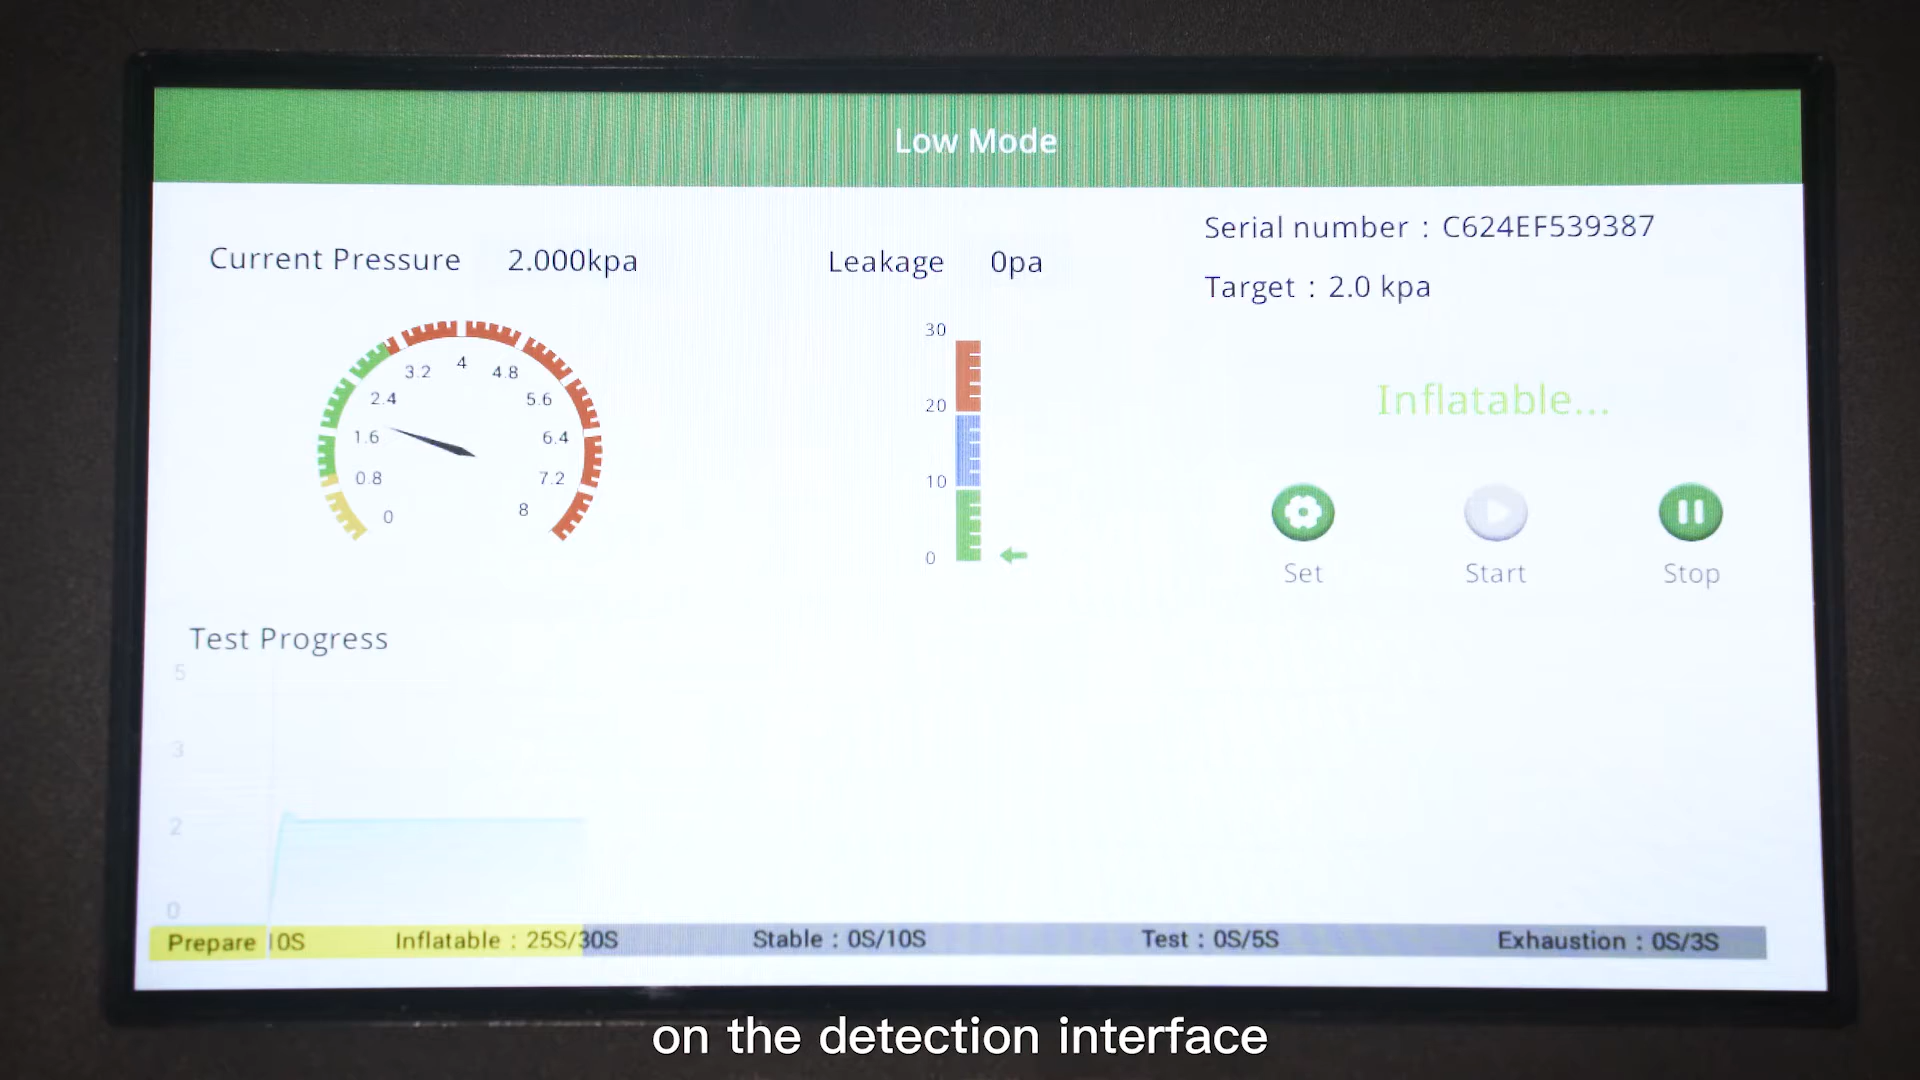 Low Mode
Current Pressure 2.000kpa
Leakage 0pa
Serial number : C624EF539387
Target : 2.0 kpa
0
0.8
1.6
2.4
3.2
4
4.8
5.6
6.4
7.2
8
30
20
10
0
Inflatable...
Set
Start
Stop
Test Progress
5
3
2
0
Prepare 10S
Inflatable : 25S/30S
Stable : 0S/10S
Test : 0S/5S
Exhaustion : 0S/3S
on the detection interface